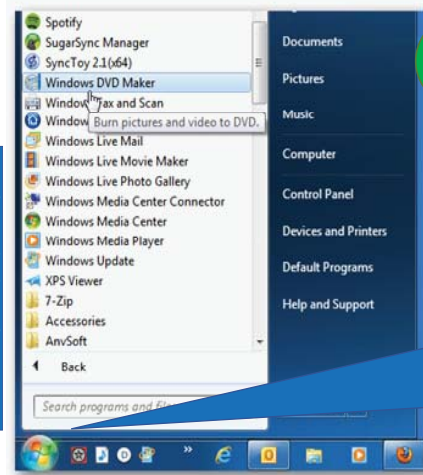 Spotify
SugarSync Manager
SyncToy 2.1(x64)
Windows DVD Maker
Windows Fax and Scan
Window
Burn pictures and video to DVD.
Windows Live Mail
Windows Live Movie Maker
Windows Live Photo Gallery
Windows Media Center Connector
Windows Media Center
Windows Media Player
Windows Update
XPS Viewer
7-Zip
Accessories
AnvSoft
Back
Search programs and files
Documents
Pictures
Music
Computer
Control Panel
Devices and Printers
Default Programs
Help and Support